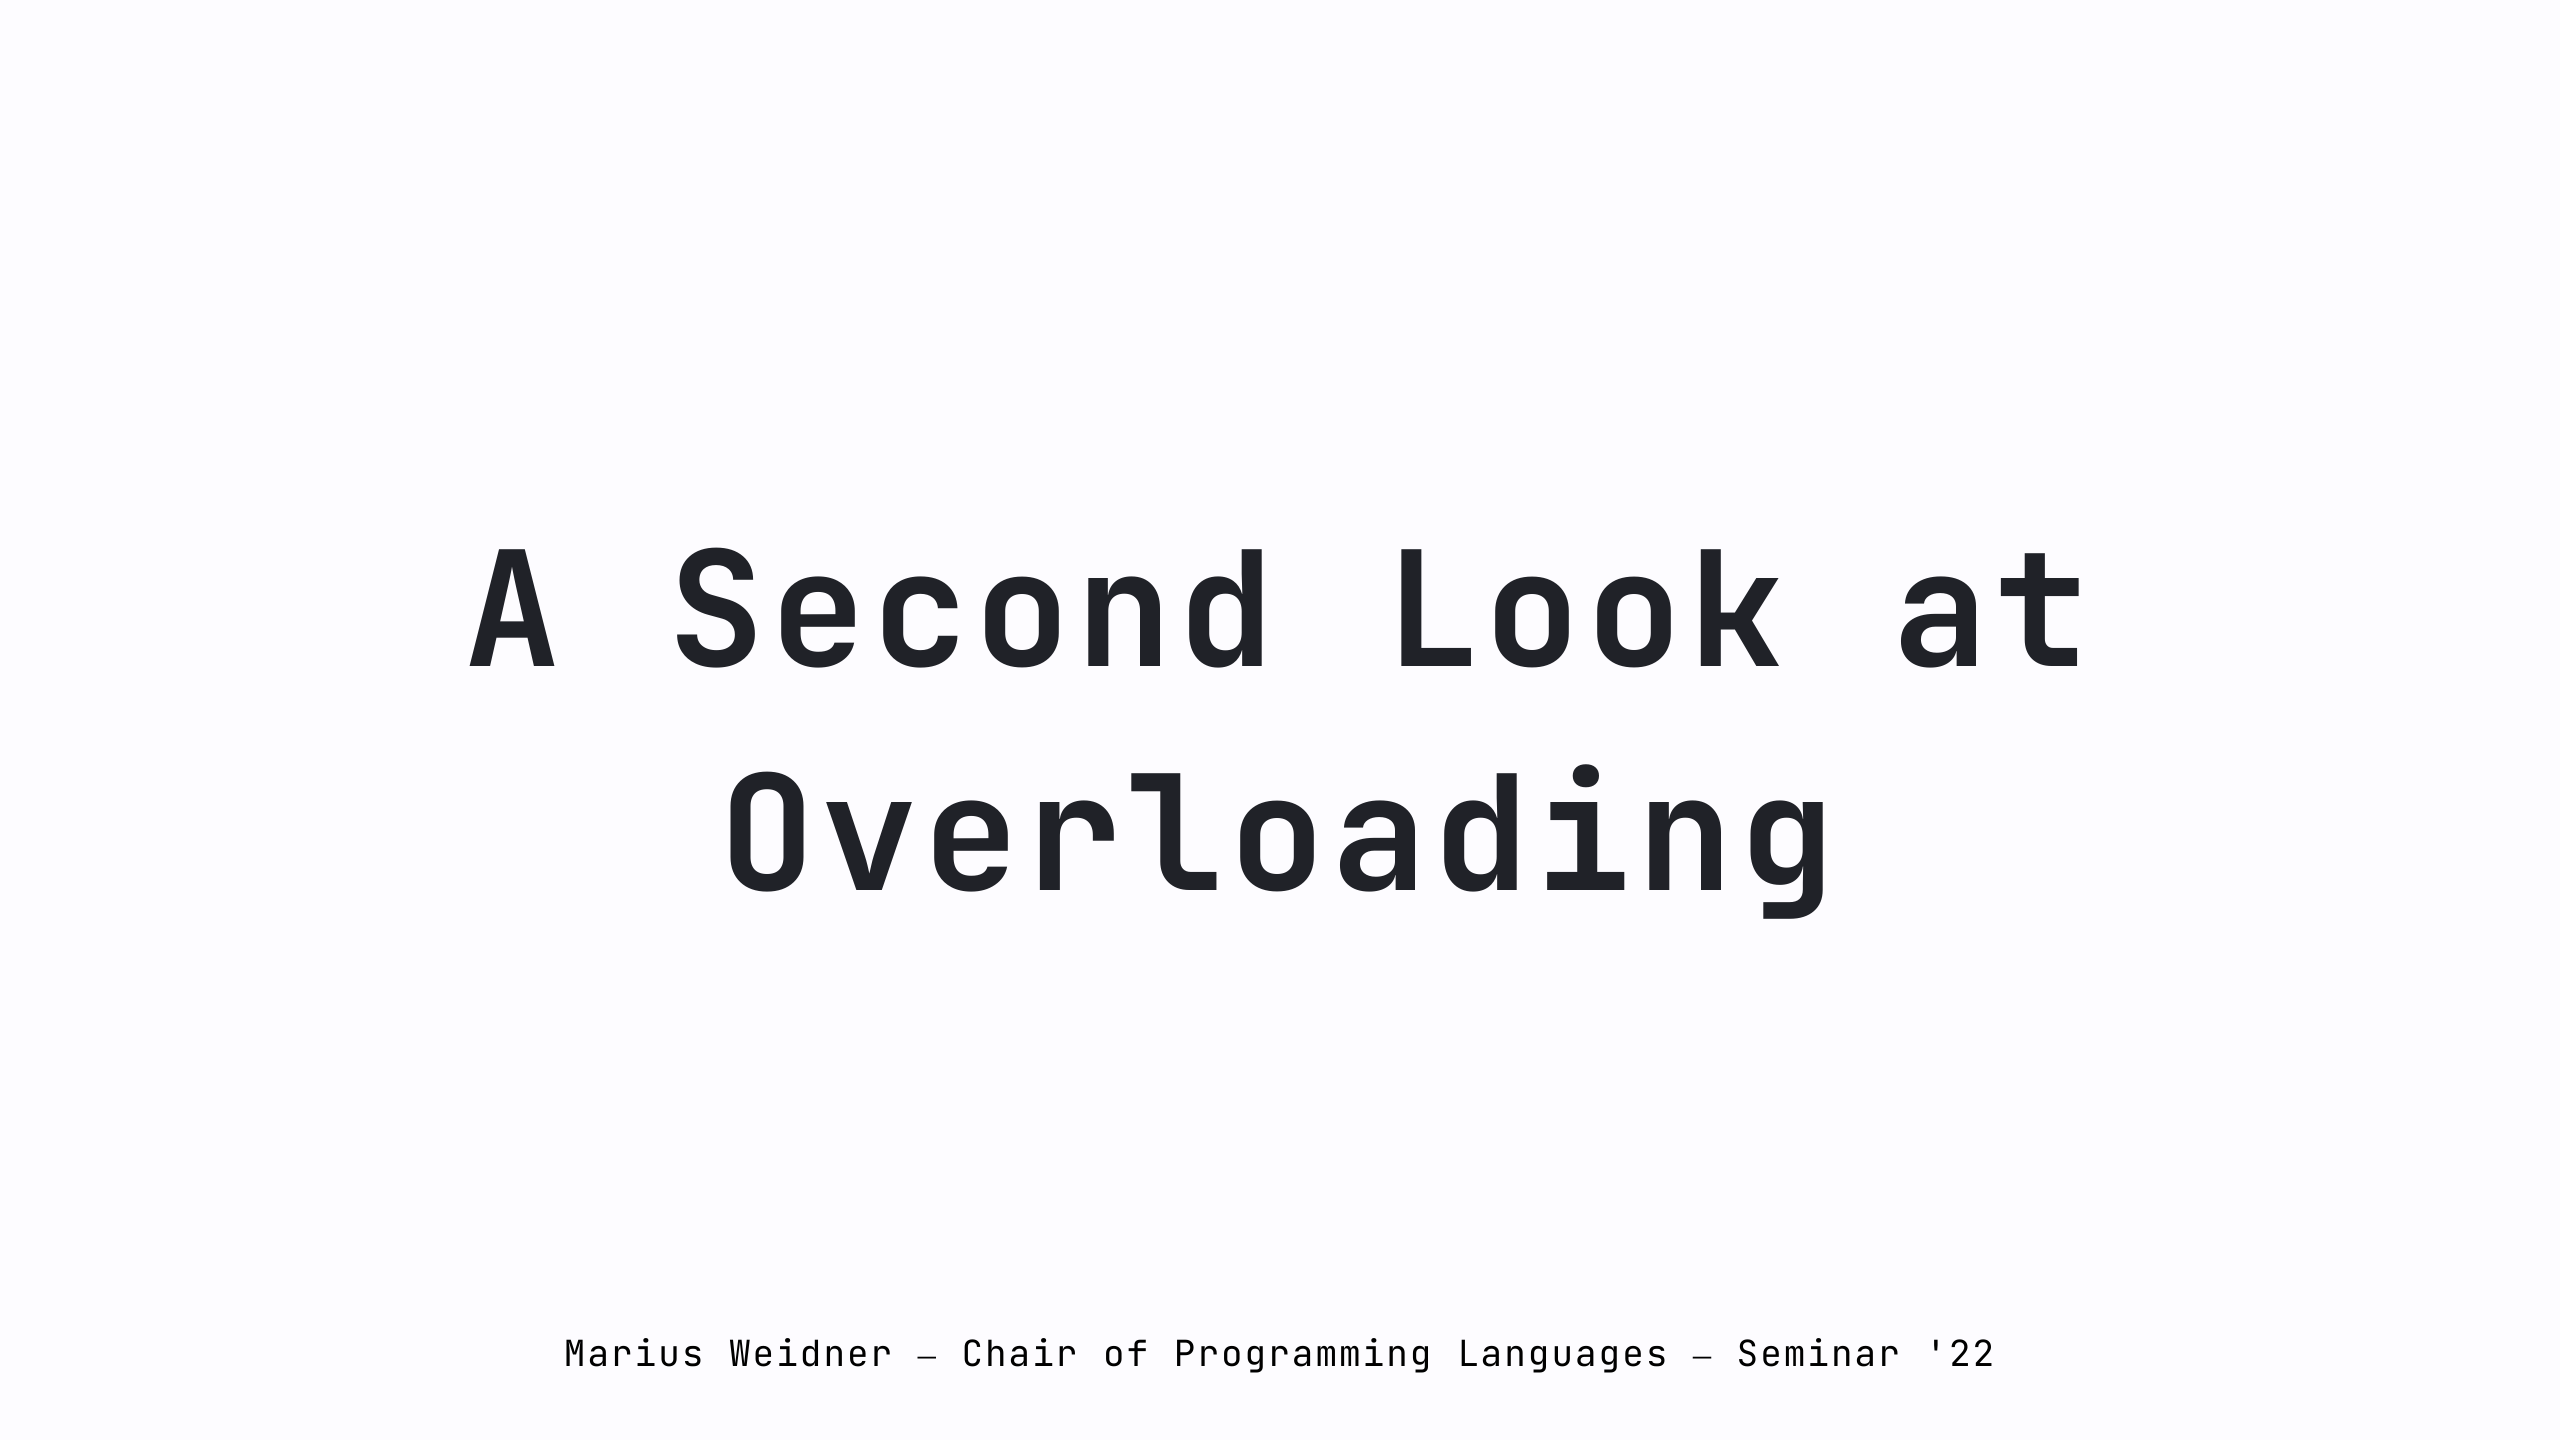 A Second Look at
Overloading
Marius Weidner — Chair of Programming Languages — Seminar '22